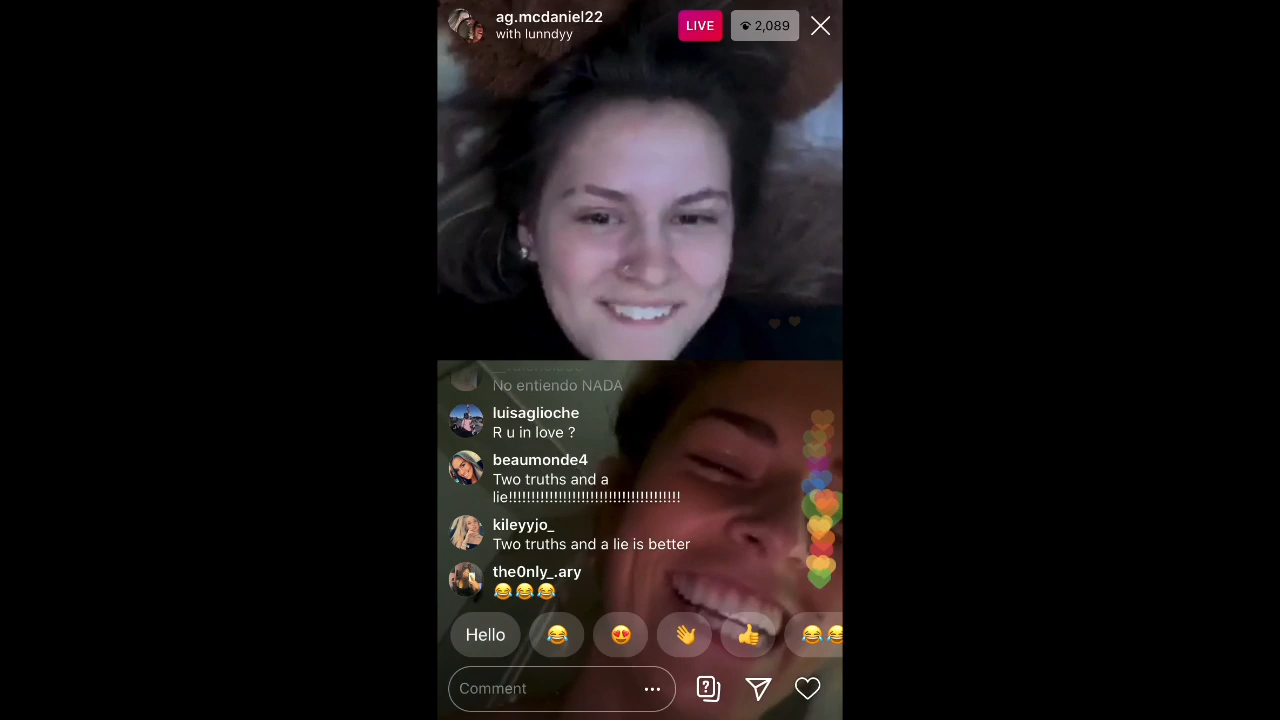 ag.mcdaniel22
with lunndyy
LIVE
2,089
No entiendo NADA
luisaglioche
R u in love ?
beaumonde4
Two truths and a
lie!!!!!!!!!!!!!!!!!!!!!!!!!!!!!!!!!!!!!!
kileyyjo_
Two truths and a lie is better
the0nly_.ary
😂😂😂
Hello
Comment